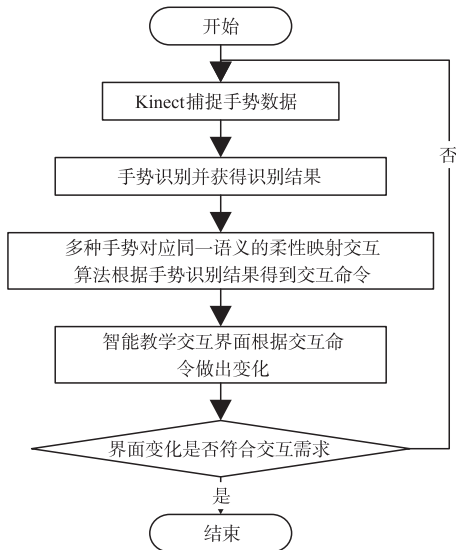 开始
Kinect捕捉手势数据
否
手势识别并获得识别结果
多种手势对应同一语义的柔性映射交互
算法根据手势识别结果得到交互命令
智能教学交互界面根据交互命
令做出变化
界面变化是否符合交互需求
是
结束